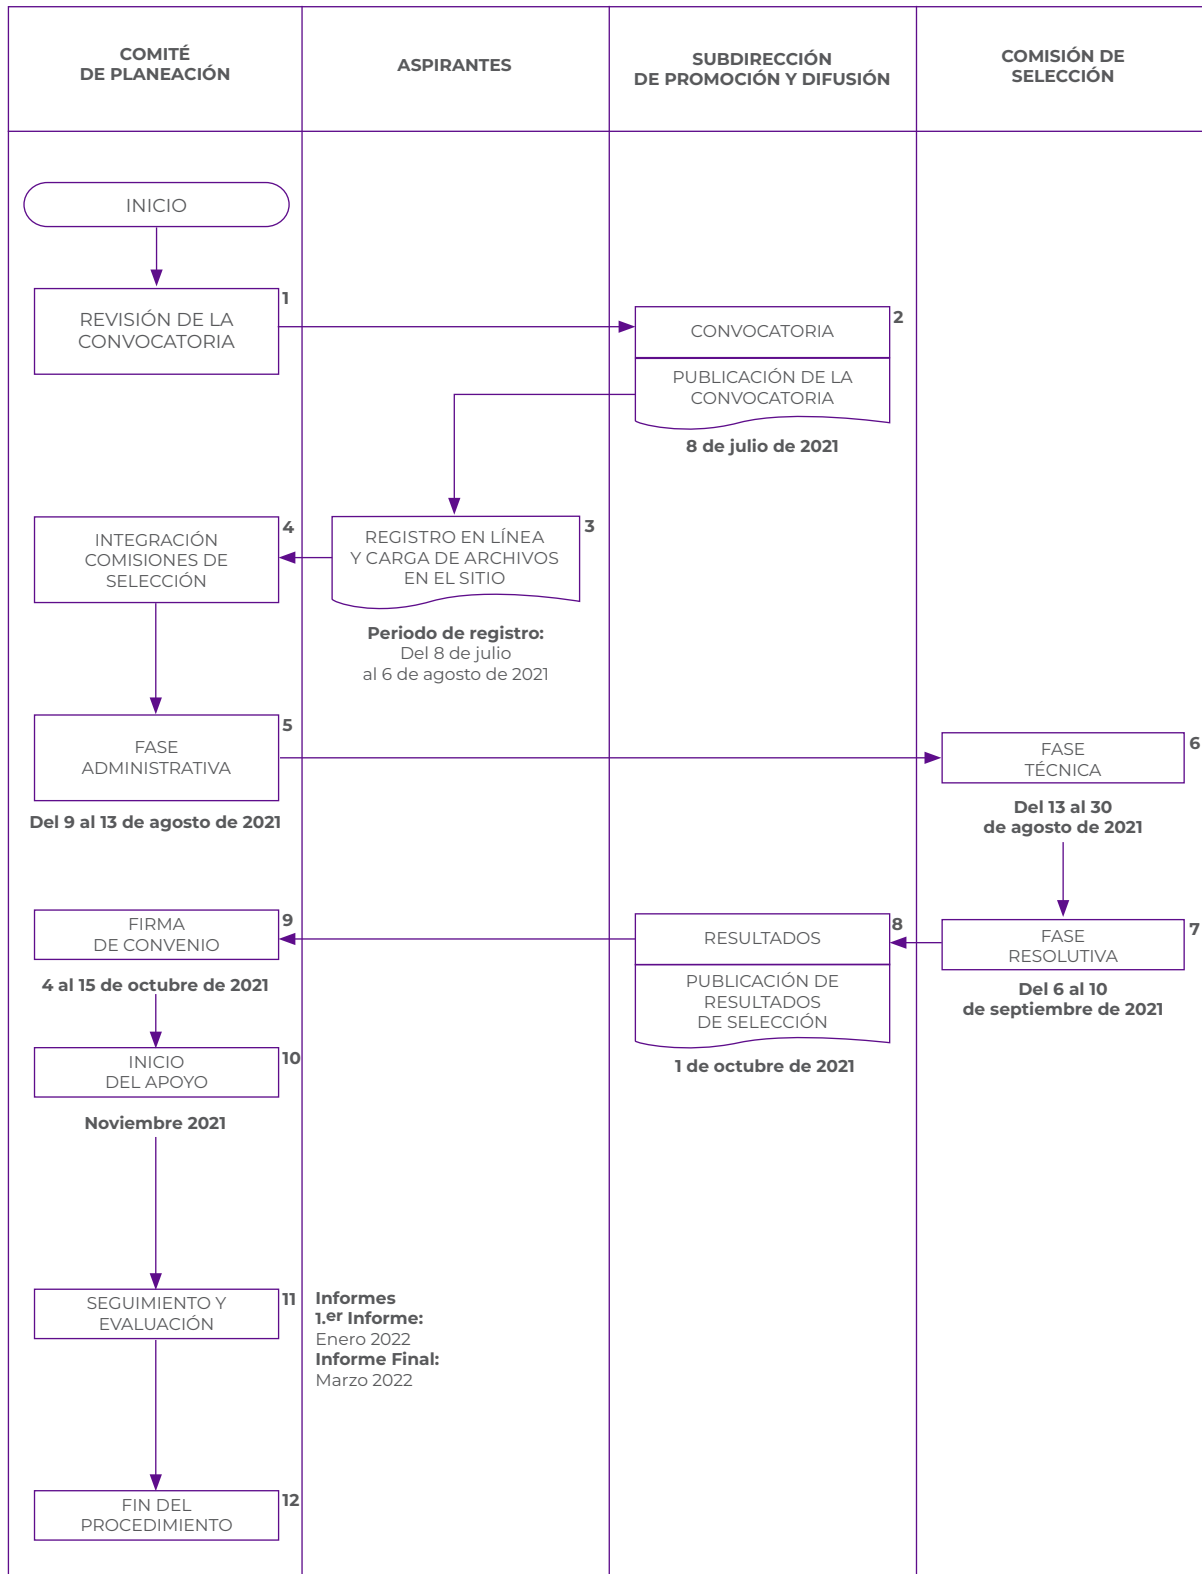 COMITÉ
DE PLANEACIÓN
ASPIRANTES
SUBDIRECCIÓN
DE PROMOCIÓN Y DIFUSIÓN
COMISIÓN DE
SELECCIÓN
INICIO
1
REVISIÓN DE LA
CONVOCATORIA
2
CONVOCATORIA
PUBLICACIÓN DE LA
CONVOCATORIA
8 de julio de 2021
3
REGISTRO EN LÍNEA
Y CARGA DE ARCHIVOS
EN EL SITIO
Periodo de registro:
Del 8 de julio
al 6 de agosto de 2021
4
INTEGRACIÓN
COMISIONES DE
SELECCIÓN
5
FASE
ADMINISTRATIVA
Del 9 al 13 de agosto de 2021
6
FASE
TÉCNICA
Del 13 al 30
de agosto de 2021
7
FASE
RESOLUTIVA
Del 6 al 10
de septiembre de 2021
8
RESULTADOS
PUBLICACIÓN DE
RESULTADOS
DE SELECCIÓN
1 de octubre de 2021
9
FIRMA
DE CONVENIO
4 al 15 de octubre de 2021
10
INICIO
DEL APOYO
Noviembre 2021
11
SEGUIMIENTO Y
EVALUACIÓN
Informes
1.er Informe:
Enero 2022
Informe Final:
Marzo 2022
12
FIN DEL
PROCEDIMIENTO